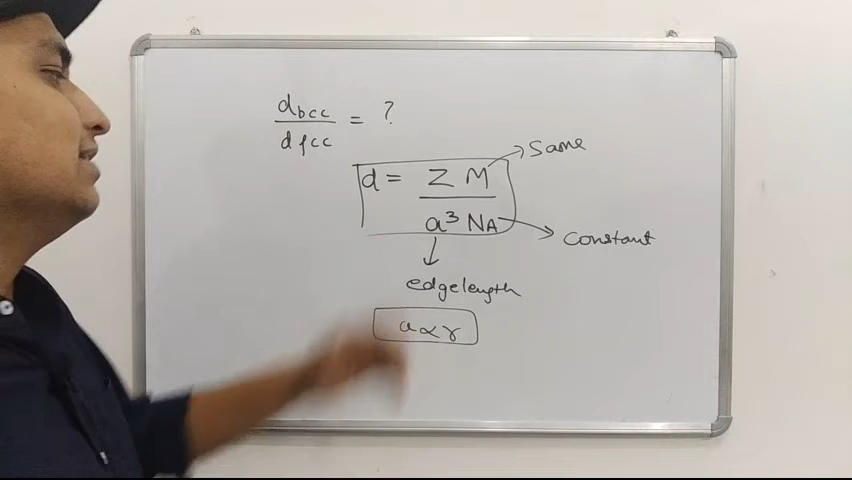 dbcc
dfcc
= ?
Same
d = Z M
a³ NA
Constant
edgelength
a ∝ r